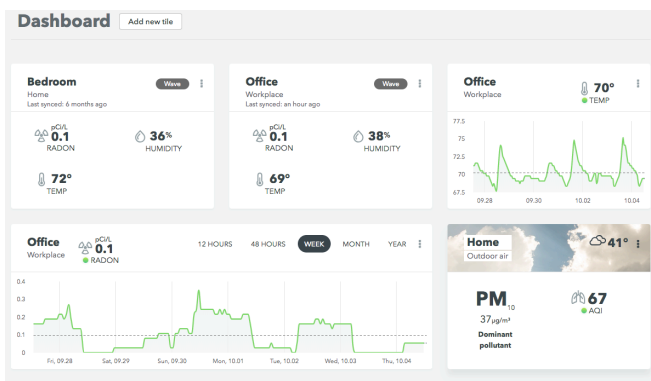 Dashboard Add new tile
Bedroom Wave
Home
Last synced: 6 months ago
pCi/L
0.1 36%
RADON HUMIDITY
72°
TEMP
Office Wave
Workplace
Last synced: an hour ago
pCi/L
0.1 38%
RADON HUMIDITY
69°
TEMP
Office 70°
Workplace TEMP
77.5
75
72.5
70
67.5
09.28 09.30 10.02 10.04
Office pCi/L
0.1 12 HOURS 48 HOURS WEEK MONTH YEAR
Workplace RADON
0.4
0.3
0.2
0.1
0
Fri, 09.28 Sat, 09.29 Sun, 09.30 Mon, 10.01 Tue, 10.02 Wed, 10.03 Thu, 10.04
Home 41°
Outdoor air
PM10 67
37µg/m³ AQI
Dominant
pollutant